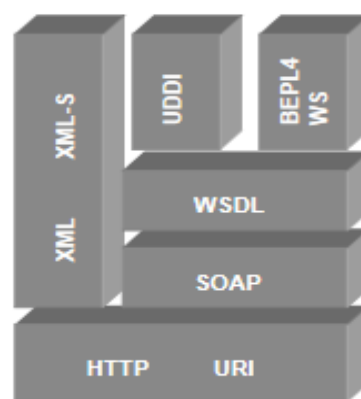 XML XML-S
UDDI
BEPL4
WS
WSDL
SOAP
HTTP URI